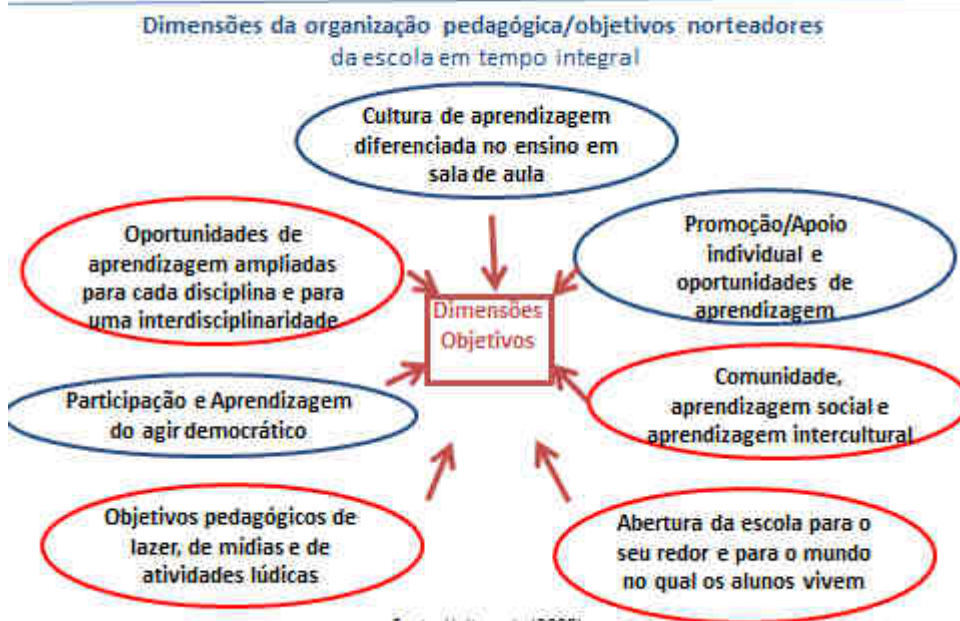 Dimensões da organização pedagógica/objetivos norteadores
da escola em tempo integral
Cultura de aprendizagem
diferenciada no ensino em
sala de aula
Oportunidades de
aprendizagem ampliadas
para cada disciplina e para
uma interdisciplinaridade
Promoção/Apoio
individual e
oportunidades de
aprendizagem
Dimensões
Objetivos
Participação e Aprendizagem
do agir democrático
Comunidade,
aprendizagem social e
aprendizagem intercultural
Objetivos pedagógicos de
lazer, de mídias e de
atividades lúdicas
Abertura da escola para o
seu redor e para o mundo
no qual os alunos vivem